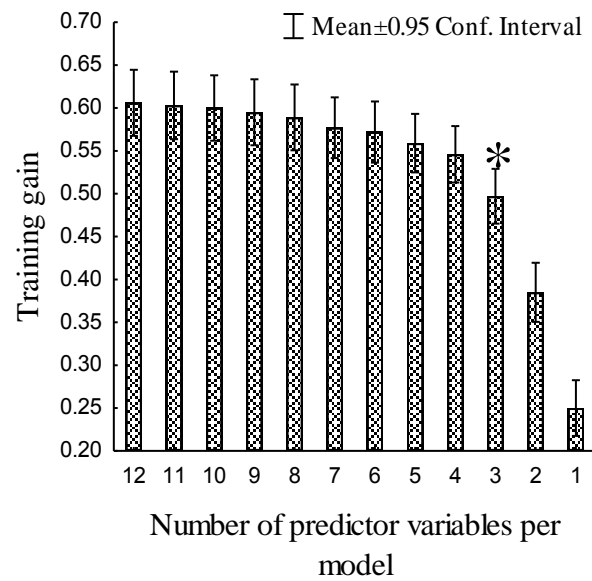 Mean±0.95 Conf. Interval
0.70
0.65
0.60
0.55
0.50
0.45
0.40
0.35
0.30
0.25
0.20
Training gain
*
12 11 10 9 8 7 6 5 4 3 2 1
Number of predictor variables per
model